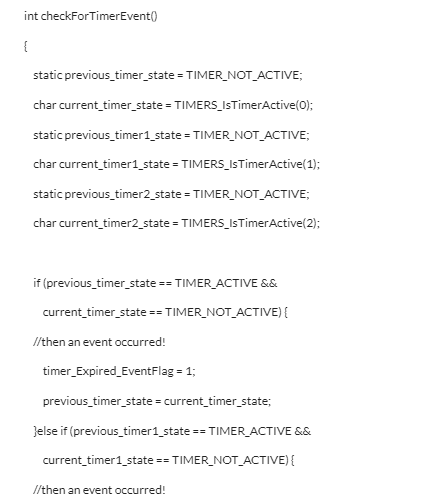 int checkForTimerEvent()
{
static previous_timer_state = TIMER_NOT_ACTIVE;
char current_timer_state = TIMERS_IsTimerActive(0);
static previous_timer1_state = TIMER_NOT_ACTIVE;
char current_timer1_state = TIMERS_IsTimerActive(1);
static previous_timer2_state = TIMER_NOT_ACTIVE;
char current_timer2_state = TIMERS_IsTimerActive(2);
if (previous_timer_state == TIMER_ACTIVE &&
current_timer_state == TIMER_NOT_ACTIVE) {
//then an event occurred!
timer_Expired_EventFlag = 1;
previous_timer_state = current_timer_state;
}else if (previous_timer1_state == TIMER_ACTIVE &&
current_timer1_state == TIMER_NOT_ACTIVE) {
//then an event occurred!